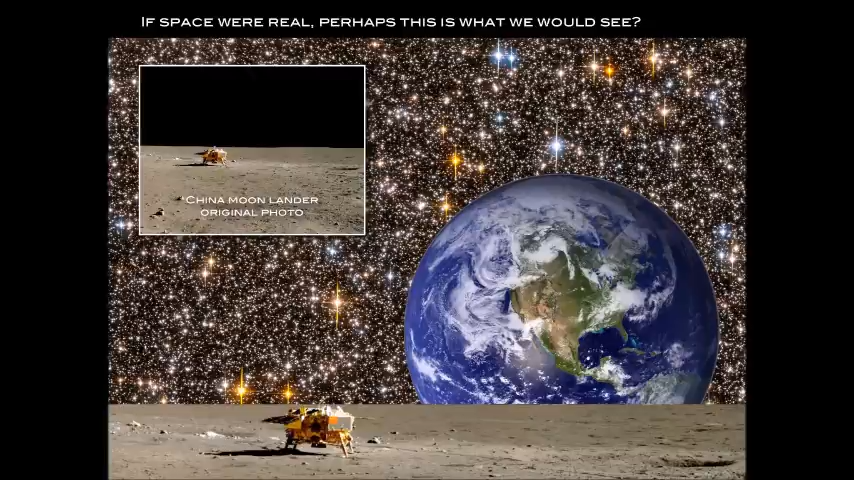 If space were real, perhaps this is what we would see?
*China moon lander
original photo